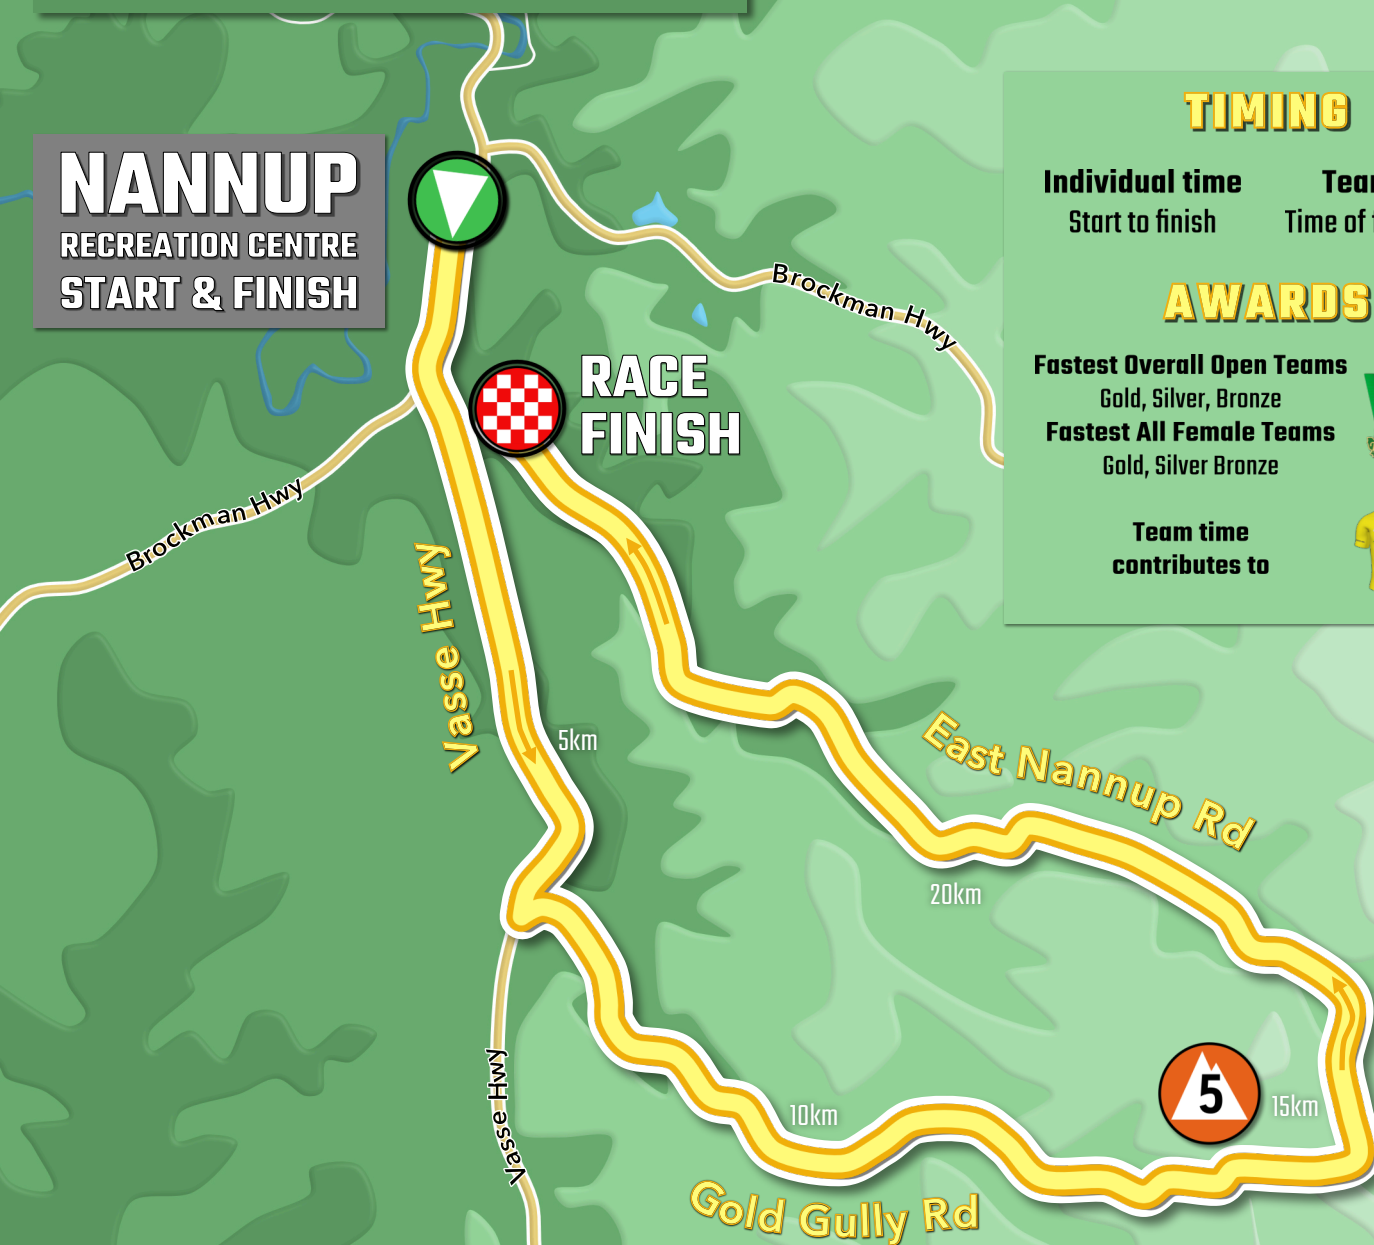 NANNUP
RECREATION CENTRE
START & FINISH
RACE
FINISH
Brockman Hwy
Brockman Hwy
Vasse Hwy
5km
East Nannup Rd
20km
5
15km
10km
Vasse Hwy
Gold Gully Rd
TIMING
Individual time
Start to finish
Time of
AWARDS
Fastest Overall Open Teams
Gold, Silver, Bronze
Fastest All Female Teams
Gold, Silver Bronze
Team time
contributes to